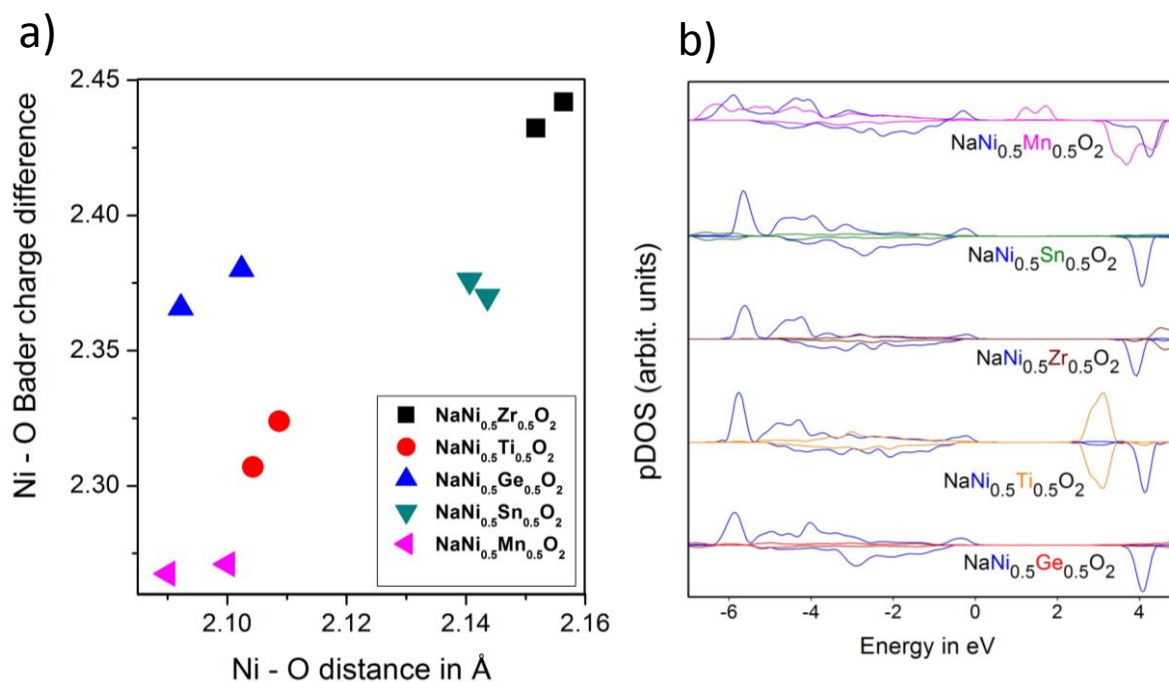 a)
Ni - O Bader charge difference
2.45
2.40
2.35
2.30
2.10
2.12
2.14
2.16
Ni - O distance in Å
NaNi₀.₅Zr₀.₅O₂
NaNi₀.₅Ti₀.₅O₂
NaNi₀.₅Ge₀.₅O₂
NaNi₀.₅Sn₀.₅O₂
NaNi₀.₅Mn₀.₅O₂
b)
pDOS (arbit. units)
NaNi₀.₅Mn₀.₅O₂
NaNi₀.₅Sn₀.₅O₂
NaNi₀.₅Zr₀.₅O₂
NaNi₀.₅Ti₀.₅O₂
NaNi₀.₅Ge₀.₅O₂
-6
-4
-2
0
2
4
Energy in eV